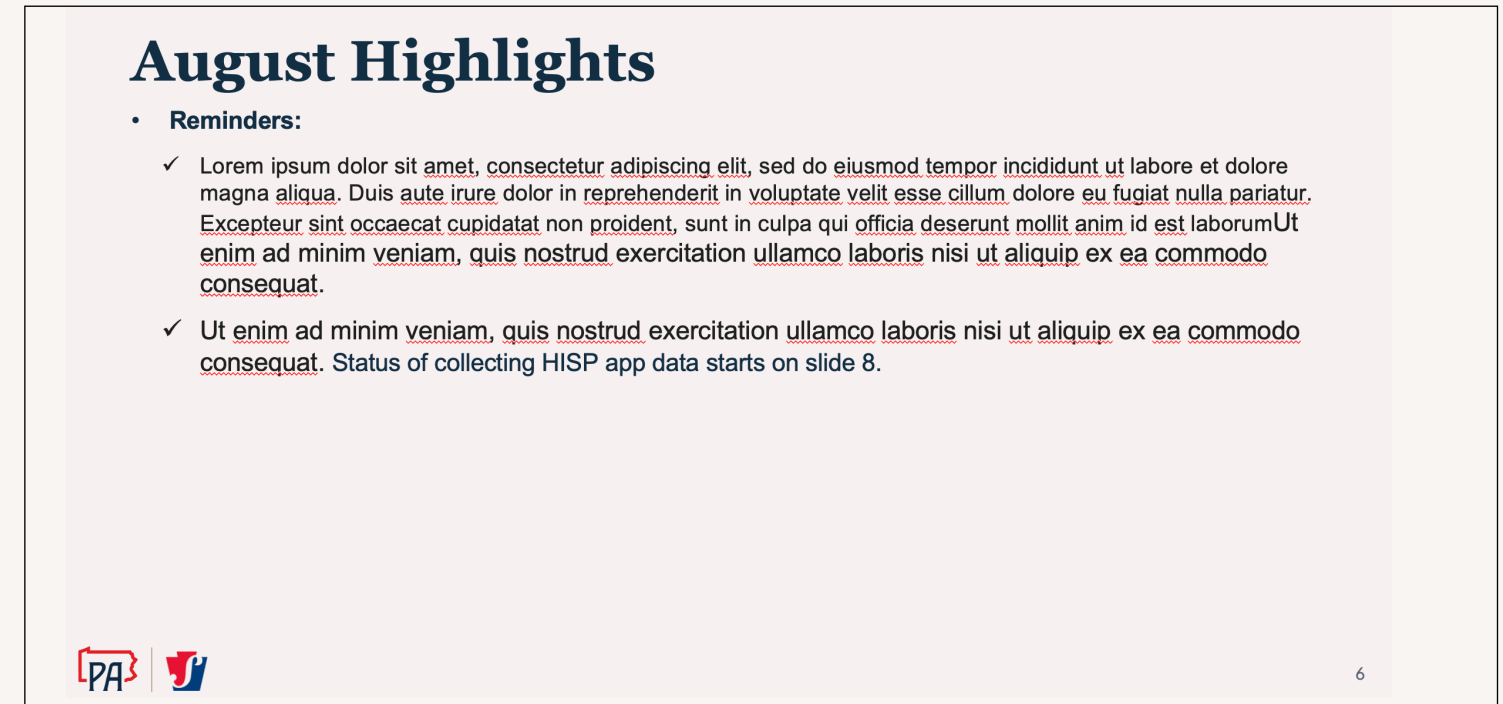 August Highlights
• Reminders:
✓ Lorem ipsum dolor sit amet, consectetur adipiscing elit, sed do eiusmod tempor incididunt ut labore et dolore
magna aliqua. Duis aute irure dolor in reprehenderit in voluptate velit esse cillum dolore eu fugiat nulla pariatur.
Excepteur sint occaecat cupidatat non proident, sunt in culpa qui officia deserunt mollit anim id est laborumUt
enim ad minim veniam, quis nostrud exercitation ullamco laboris nisi ut aliquip ex ea commodo
consequat.
✓ Ut enim ad minim veniam, quis nostrud exercitation ullamco laboris nisi ut aliquip ex ea commodo
consequat. Status of collecting HISP app data starts on slide 8.
PA
6